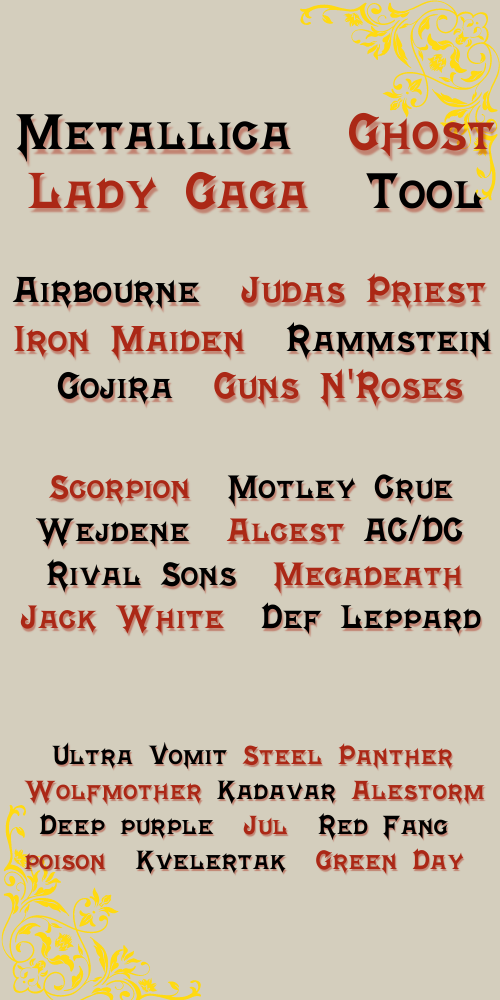 Metallica Ghost
Lady Gaga Tool
Airbourne Judas Priest
Iron Maiden Rammstein
Gojira Guns N'Roses
Scorpion Motley Crue
Wejdene Alcest AC/DC
Rival Sons Megadeath
Jack White Def Leppard
Ultra Vomit Steel Panther
Wolfmother Kadavar Alestorm
Deep purple Jul Red Fang
poison Kvelertak Green Day